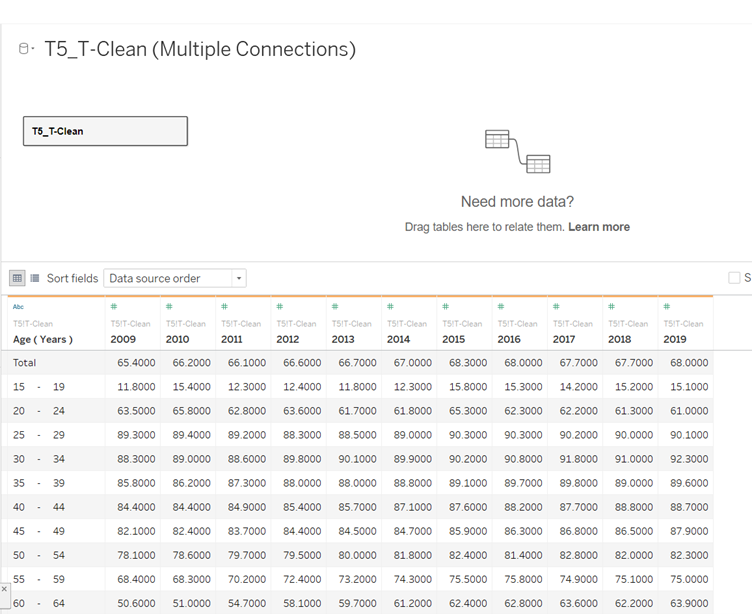 T5_T-Clean (Multiple Connections)
T5_T-Clean
Need more data?
Drag tables here to relate them. Learn more
Sort fields Data source order S
Abc # # # # # # # # # # #
T5!T-Clean T5!T-Clean T5!T-Clean T5!T-Clean T5!T-Clean T5!T-Clean T5!T-Clean T5!T-Clean T5!T-Clean T5!T-Clean T5!T-Clean T5!T-Clean
Age ( Years ) 2009 2010 2011 2012 2013 2014 2015 2016 2017 2018 2019
Total 65.4000 66.2000 66.1000 66.6000 66.7000 67.0000 68.3000 68.0000 67.7000 67.7000 68.0000
15 - 19 11.8000 15.4000 12.3000 12.4000 11.8000 12.3000 15.8000 15.3000 14.2000 15.2000 15.1000
20 - 24 63.5000 65.8000 62.8000 63.6000 61.7000 61.8000 65.3000 62.3000 62.2000 61.3000 61.0000
25 - 29 89.3000 89.4000 89.2000 88.3000 88.5000 89.0000 90.3000 90.3000 90.2000 90.0000 90.1000
30 - 34 88.3000 89.0000 88.6000 89.8000 90.1000 89.9000 90.2000 90.8000 91.8000 91.0000 92.3000
35 - 39 85.8000 86.2000 87.3000 88.0000 88.0000 88.8000 89.1000 89.7000 89.8000 89.0000 89.6000
40 - 44 84.4000 84.4000 84.9000 85.4000 85.7000 87.1000 87.6000 88.2000 87.7000 88.8000 88.7000
45 - 49 82.1000 82.4000 83.7000 84.4000 84.5000 84.7000 85.9000 86.3000 86.8000 86.5000 87.9000
50 - 54 78.1000 78.6000 79.7000 79.5000 80.0000 81.8000 82.4000 81.4000 82.8000 82.0000 82.3000
55 - 59 68.4000 68.3000 70.2000 72.4000 73.2000 74.3000 75.5000 75.8000 74.9000 75.1000 75.0000
60 - 64 50.6000 51.0000 54.7000 58.1000 59.7000 61.2000 62.4000 62.8000 63.6000 62.2000 63.9000